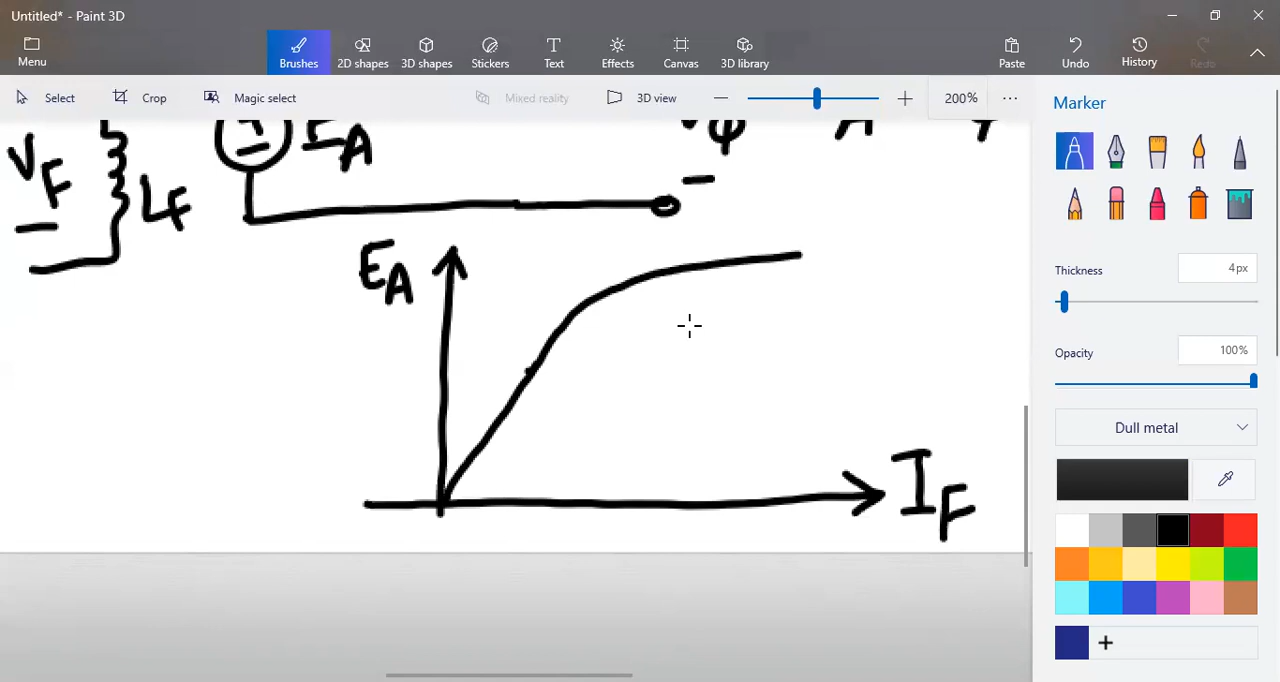 Untitled* - Paint 3D
Menu
Brushes
2D shapes
3D shapes
Stickers
Text
Effects
Canvas
3D library
Paste
Undo
History
Redo
Select
Crop
Magic select
Mixed reality
3D view
200%
Marker
Thickness
4px
Opacity
100%
Dull metal
VF
LF
EA
EA
IF